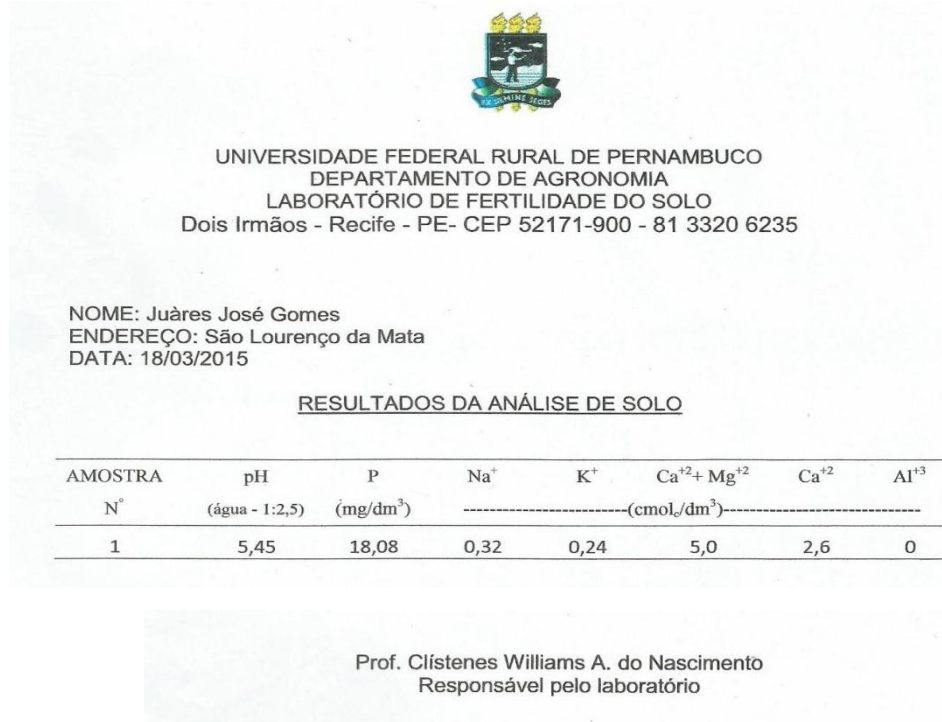 EX SEMINE SEGES
UNIVERSIDADE FEDERAL RURAL DE PERNAMBUCO
DEPARTAMENTO DE AGRONOMIA
LABORATÓRIO DE FERTILIDADE DO SOLO
Dois Irmãos - Recife - PE- CEP 52171-900 - 81 3320 6235
NOME: Juàres José Gomes
ENDEREÇO: São Lourenço da Mata
DATA: 18/03/2015
RESULTADOS DA ANÁLISE DE SOLO
AMOSTRA pH P Na⁺ K⁺ Ca⁺²+ Mg⁺² Ca⁺² Al⁺³
N° (água - 1:2,5) (mg/dm³) --------------------------(cmolc/dm³)-------------------------------
1 5,45 18,08 0,32 0,24 5,0 2,6 0
Prof. Clístenes Williams A. do Nascimento
Responsável pelo laboratório